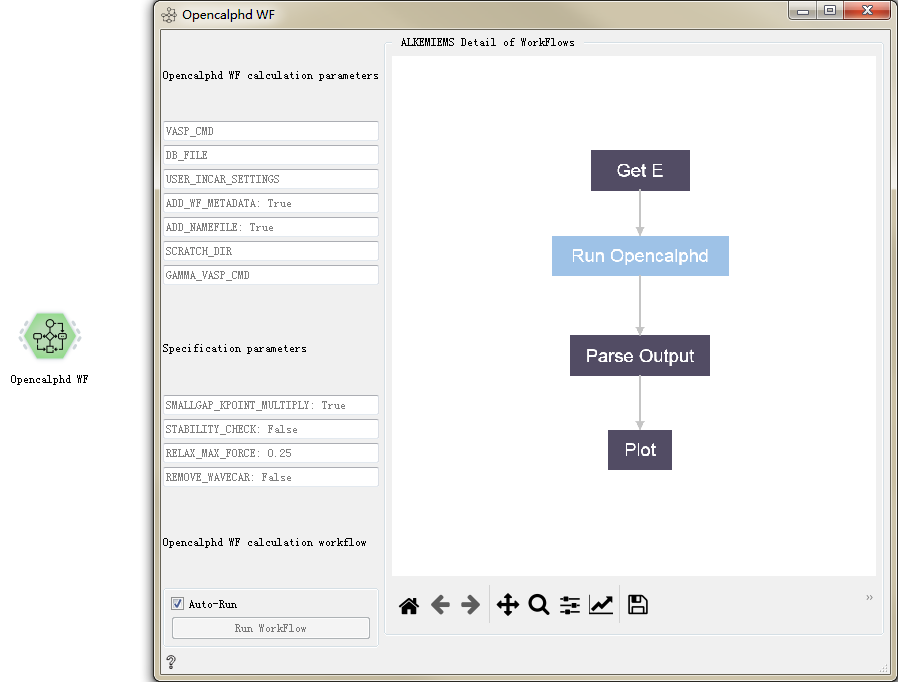 Opencalphd WF
Opencalphd WF
ALKEMIEMS Detail of WorkFlows
Opencalphd WF calculation parameters
VASP_CMD
DB_FILE
USER_INCAR_SETTINGS
ADD_WF_METADATA: True
ADD_NAMEFILE: True
SCRATCH_DIR
GAMMA_VASP_CMD
Specification parameters
SMALLGAP_KPOINT_MULTIPLY: True
STABILITY_CHECK: False
RELAX_MAX_FORCE: 0.25
REMOVE_WAVECAR: False
Opencalphd WF calculation workflow
Auto-Run
Run WorkFlow
?
Get E
Run Opencalphd
Parse Output
Plot
»